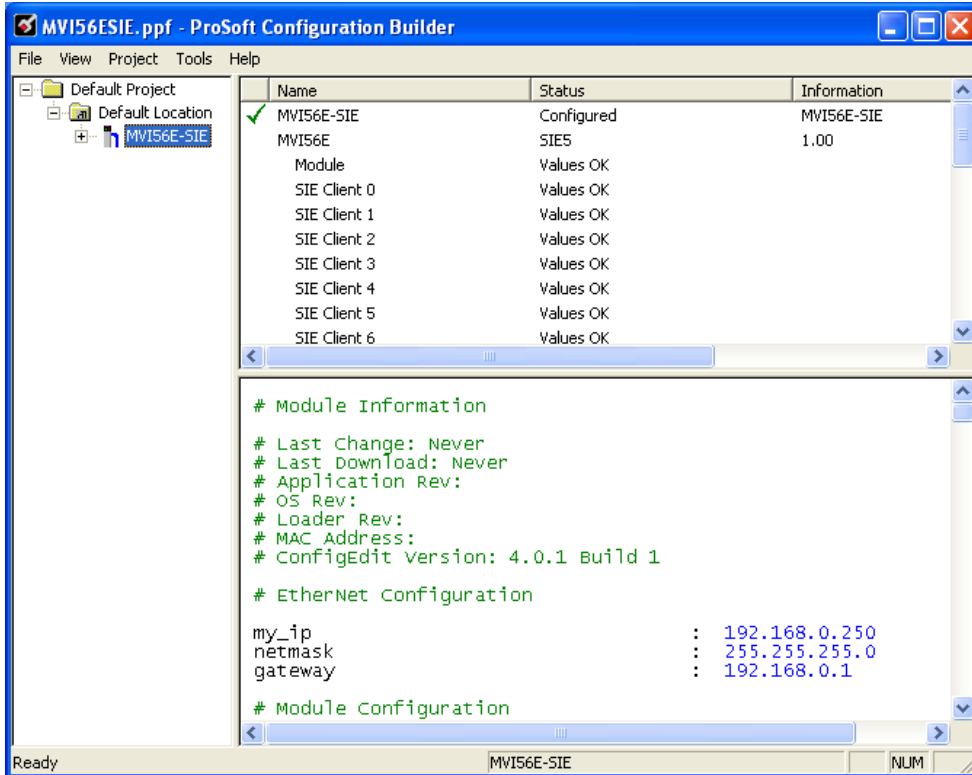 MVI56ESIE.ppf - ProSoft Configuration Builder
File View Project Tools Help
Default Project
Default Location
MVI56E-SIE
Name Status Information
MVI56E-SIE Configured MVI56E-SIE
MVI56E SIE5 1.00
Module Values OK
SIE Client 0 Values OK
SIE Client 1 Values OK
SIE Client 2 Values OK
SIE Client 3 Values OK
SIE Client 4 Values OK
SIE Client 5 Values OK
SIE Client 6 Values OK
# Module Information
# Last Change: Never
# Last Download: Never
# Application Rev:
# OS Rev:
# Loader Rev:
# MAC Address:
# ConfigEdit Version: 4.0.1 Build 1
# EtherNet Configuration
my_ip : 192.168.0.250
netmask : 255.255.255.0
gateway : 192.168.0.1
# Module Configuration
Ready MVI56E-SIE NUM